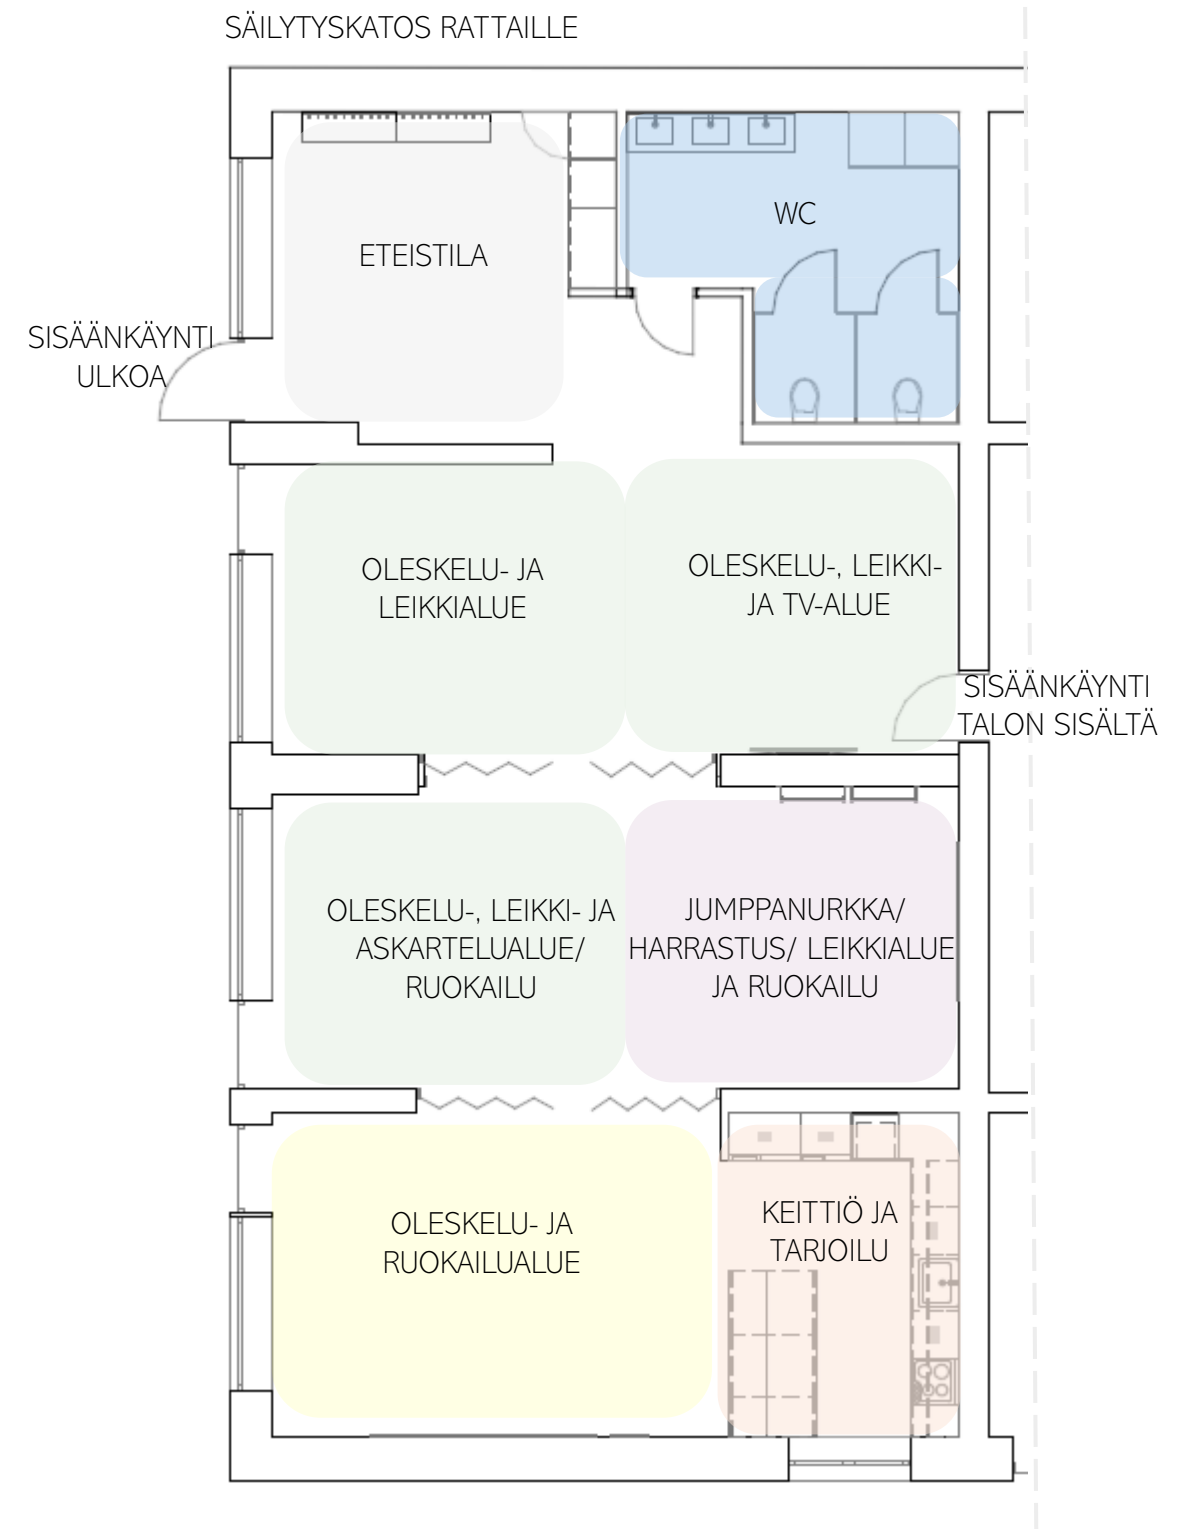 SÄILYTYSKATOS RATTAILLE
WC
ETEISTILA
SISÄÄNKÄYNTI
ULKOA
OLESKELU- JA
LEIKKIALUE
OLESKELU-, LEIKKI-
JA TV-ALUE
SISÄÄNKÄYNTI
TALON SISÄLTÄ
OLESKELU-, LEIKKI- JA
ASKARTELUALUE/
RUOKAILU
JUMPPANURKKA/
HARRASTUS/ LEIKKIALUE
JA RUOKAILU
OLESKELU- JA
RUOKAILUALUE
KEITTIÖ JA
TARJOILU